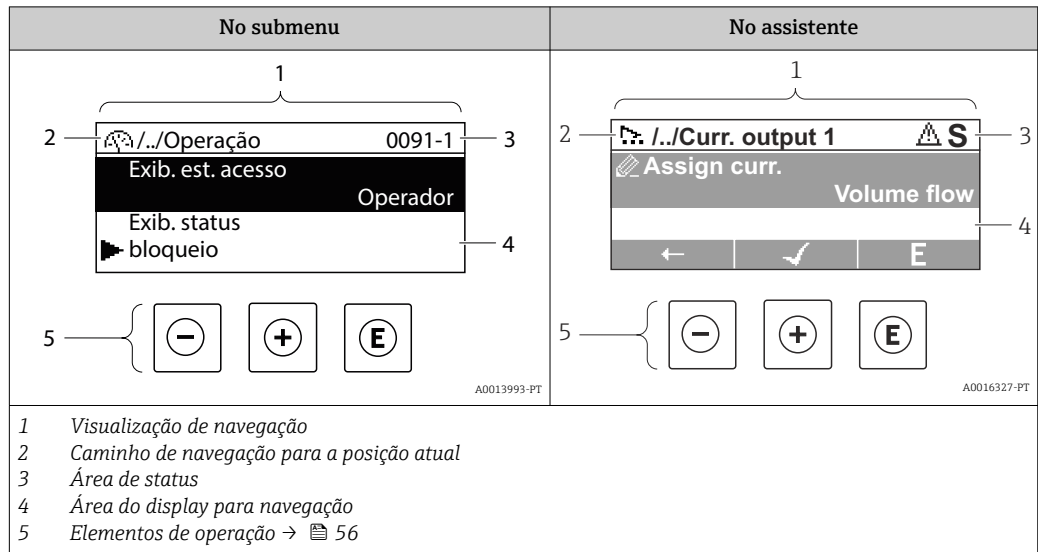 No submenu
No assistente
1
2
/../Operação 0091-1
3
Exib. est. acesso
Operador
Exib. status
bloqueio
4
5
- + E
A0013993-PT
1
2
/../Curr. output 1 S
3
Assign curr.
Volume flow
4
E
5
- + E
A0016327-PT
1 Visualização de navegação
2 Caminho de navegação para a posição atual
3 Área de status
4 Área do display para navegação
5 Elementos de operação → 56